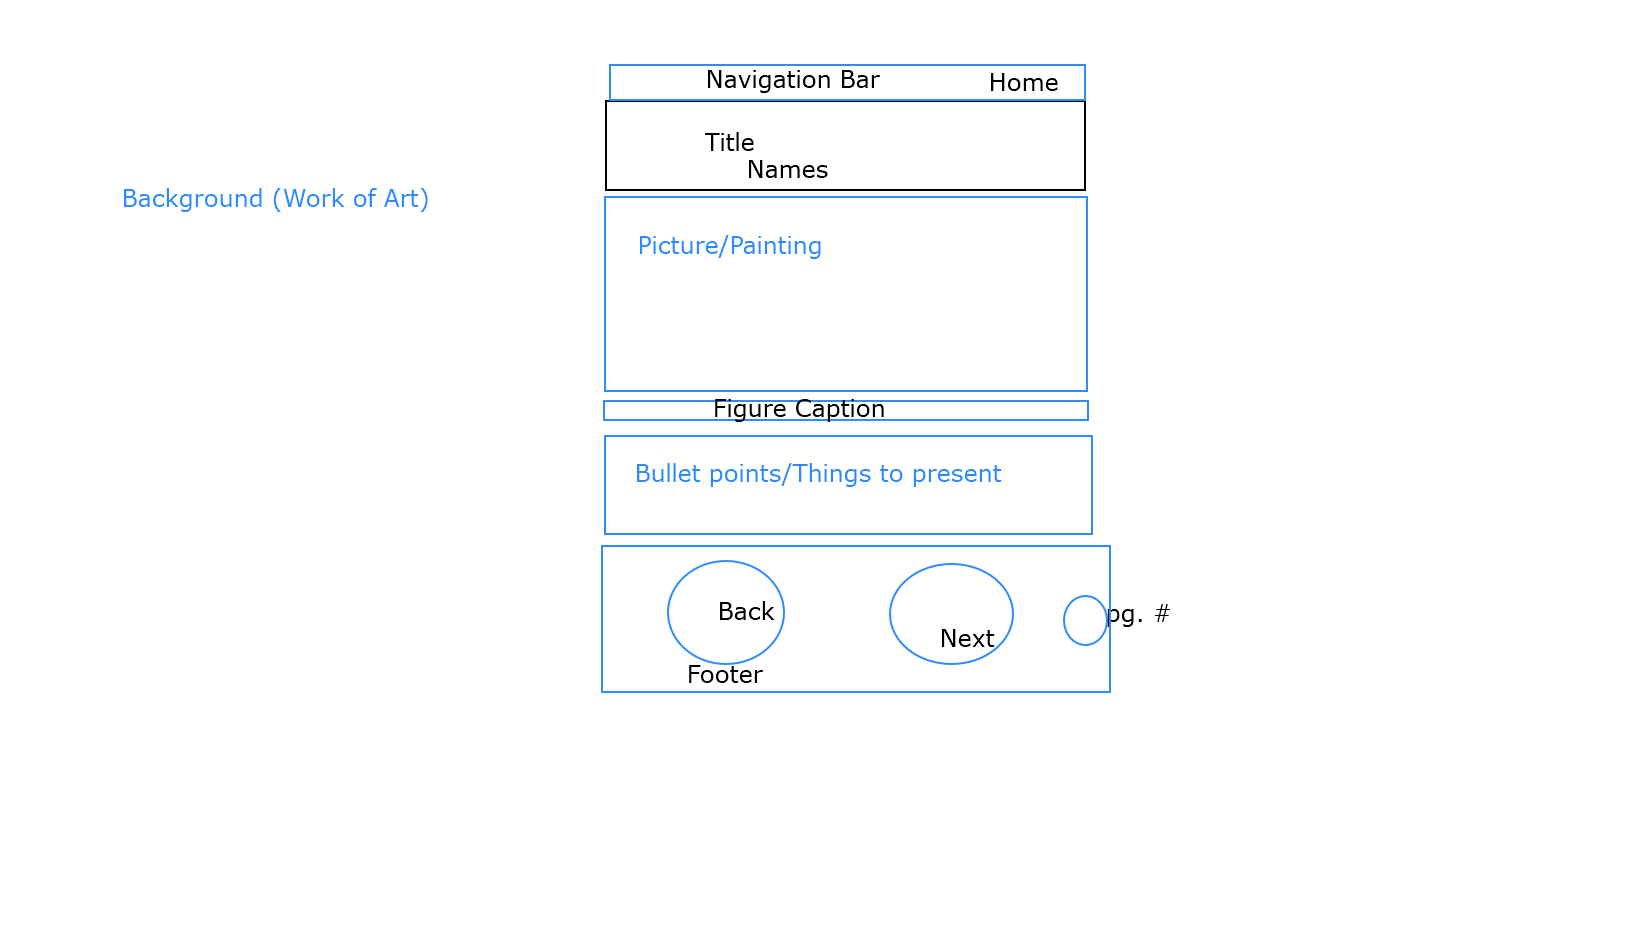 Navigation Bar
Home
Title
Names
Background (Work of Art)
Picture/Painting
Figure Caption
Bullet points/Things to present
Back
Next
pg. #
Footer